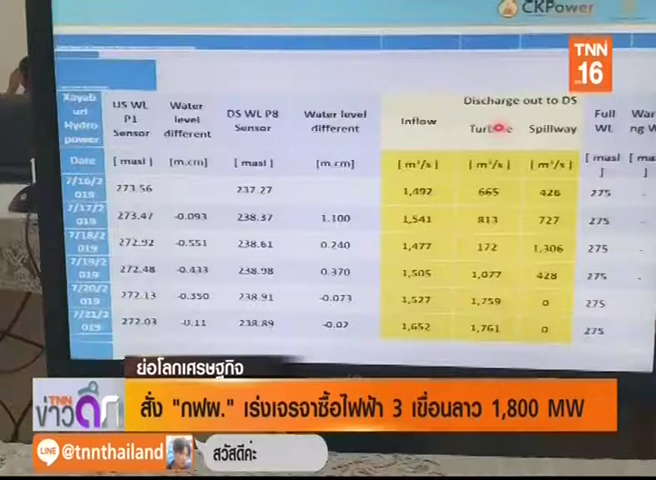 CKPower
TNN
16
Xayab uri Hydro power US WL P1 Sensor Water level different DS WL P8 Sensor Water level different Inflow Discharge out to DS Turbine Spillway Full WL
Date [ masl ] [m.cm] [ masl ] [m.cm] [ m³/s ] [ m³/s ] [ m³/s ] [ masl ]
7/16/2019 273.56 237.27 1,492 665 426 275 -
7/17/2019 273.47 -0.093 238.37 1.100 1,541 813 727 275 -
7/18/2019 272.92 -0.551 238.61 0.240 1,477 172 1,306 275 -
7/19/2019 272.48 -0.433 238.98 0.370 1,505 1,077 428 275 -
7/20/2019 272.13 -0.350 238.91 -0.073 1,527 1,759 0 275
7/21/2019 272.03 -0.11 238.89 -0.02 1,652 1,761 0 275
ย่อโลกเศรษฐกิจ
TNN
ข่าวดึก
สั่ง "กฟผ." เร่งเจรจาซื้อไฟฟ้า 3 เขื่อนลาว 1,800 MW
LINE @tnnthailand สวัสดีค่ะ